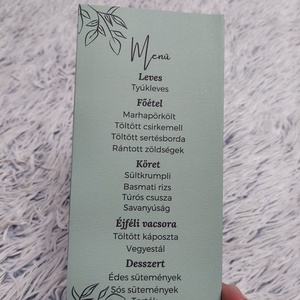 Menü
Leves
Tyúkleves
Főétel
Marhapörkölt
Töltött csirkemell
Töltött sertésborda
Rántott zöldségek
Köret
Sültkrumpli
Basmati rizs
Túrós csusza
Savanyúság
Éjféli vacsora
Töltött káposzta
Vegyestál
Desszert
Édes sütemények
Sós sütemények